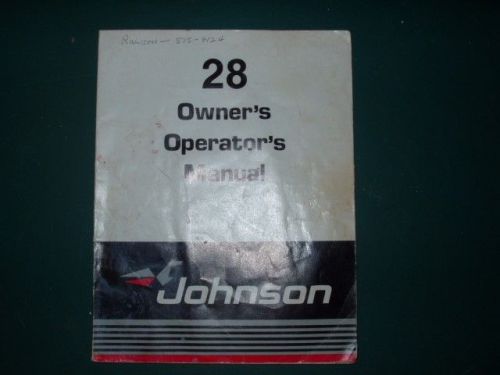 28
Owner's
Operator's
Manual
Johnson